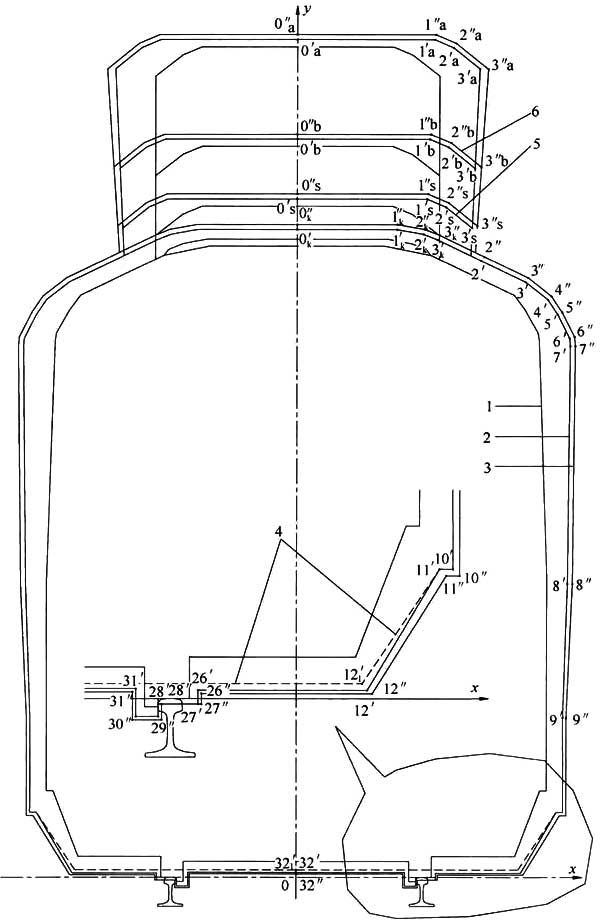 y
0″a 1″a 2″a
0′a 1′a 2′a 3″a
3′a
6
0″b 1″b 2″b
0′b 1′b 2′b 3″b
3′b
5
0″s 1″s 2″s
0′s 1′s 2′s 3″s
0″k 1″k 2″k 3″k 3′s
0′k 1′k 2′k 3′k 2″
2′ 3″
3′ 4″
4′ 5″
5′
6′ 6″
7′ 7″
1
2
3
4
11′ 10′
11″ 10″
8′ 8″
31′ 28′ 28″ 26′ 12′₁
31″ 26″ 12″ x
30″ 29″ 27′ 27″ 12′
9′ 9″
32′₁ 32′
0 32″ x